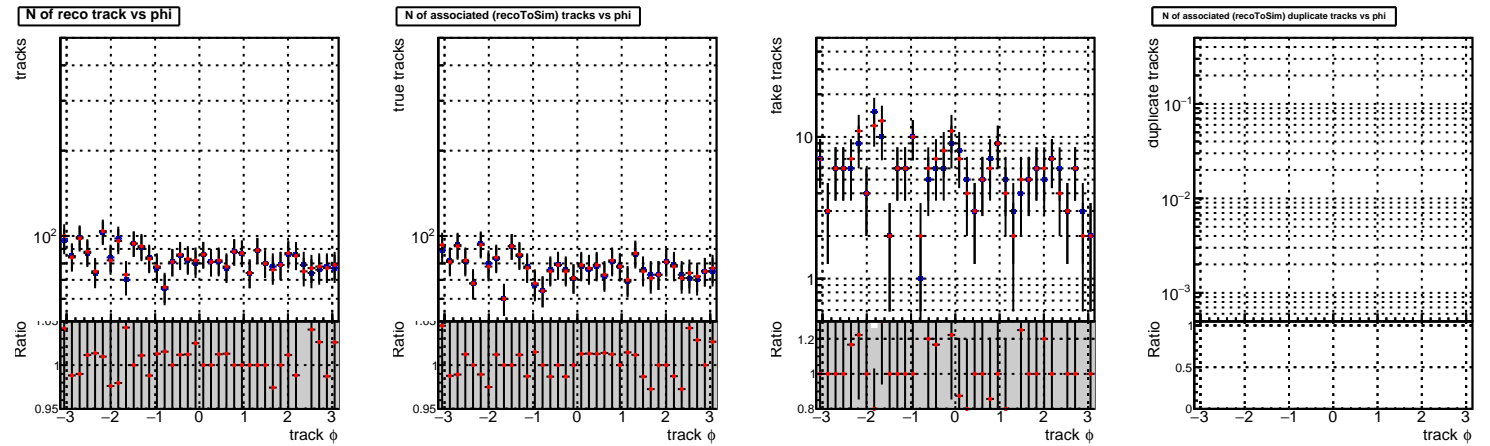 N of reco track vs phi
tracks
10²
Ratio
1.05
1
0.95
−3 −2 −1 0 1 2 3
track ϕ
N of associated (recoToSim) tracks vs phi
true tracks
10²
Ratio
1.05
1
0.95
−3 −2 −1 0 1 2 3
track ϕ
fake tracks
10
1
Ratio
1.2
1
0.8
−3 −2 −1 0 1 2 3
track ϕ
N of associated (recoToSim) duplicate tracks vs phi
duplicate tracks
10⁻¹
10⁻²
10⁻³
Ratio
1
0.5
0
−3 −2 −1 0 1 2 3
track ϕ